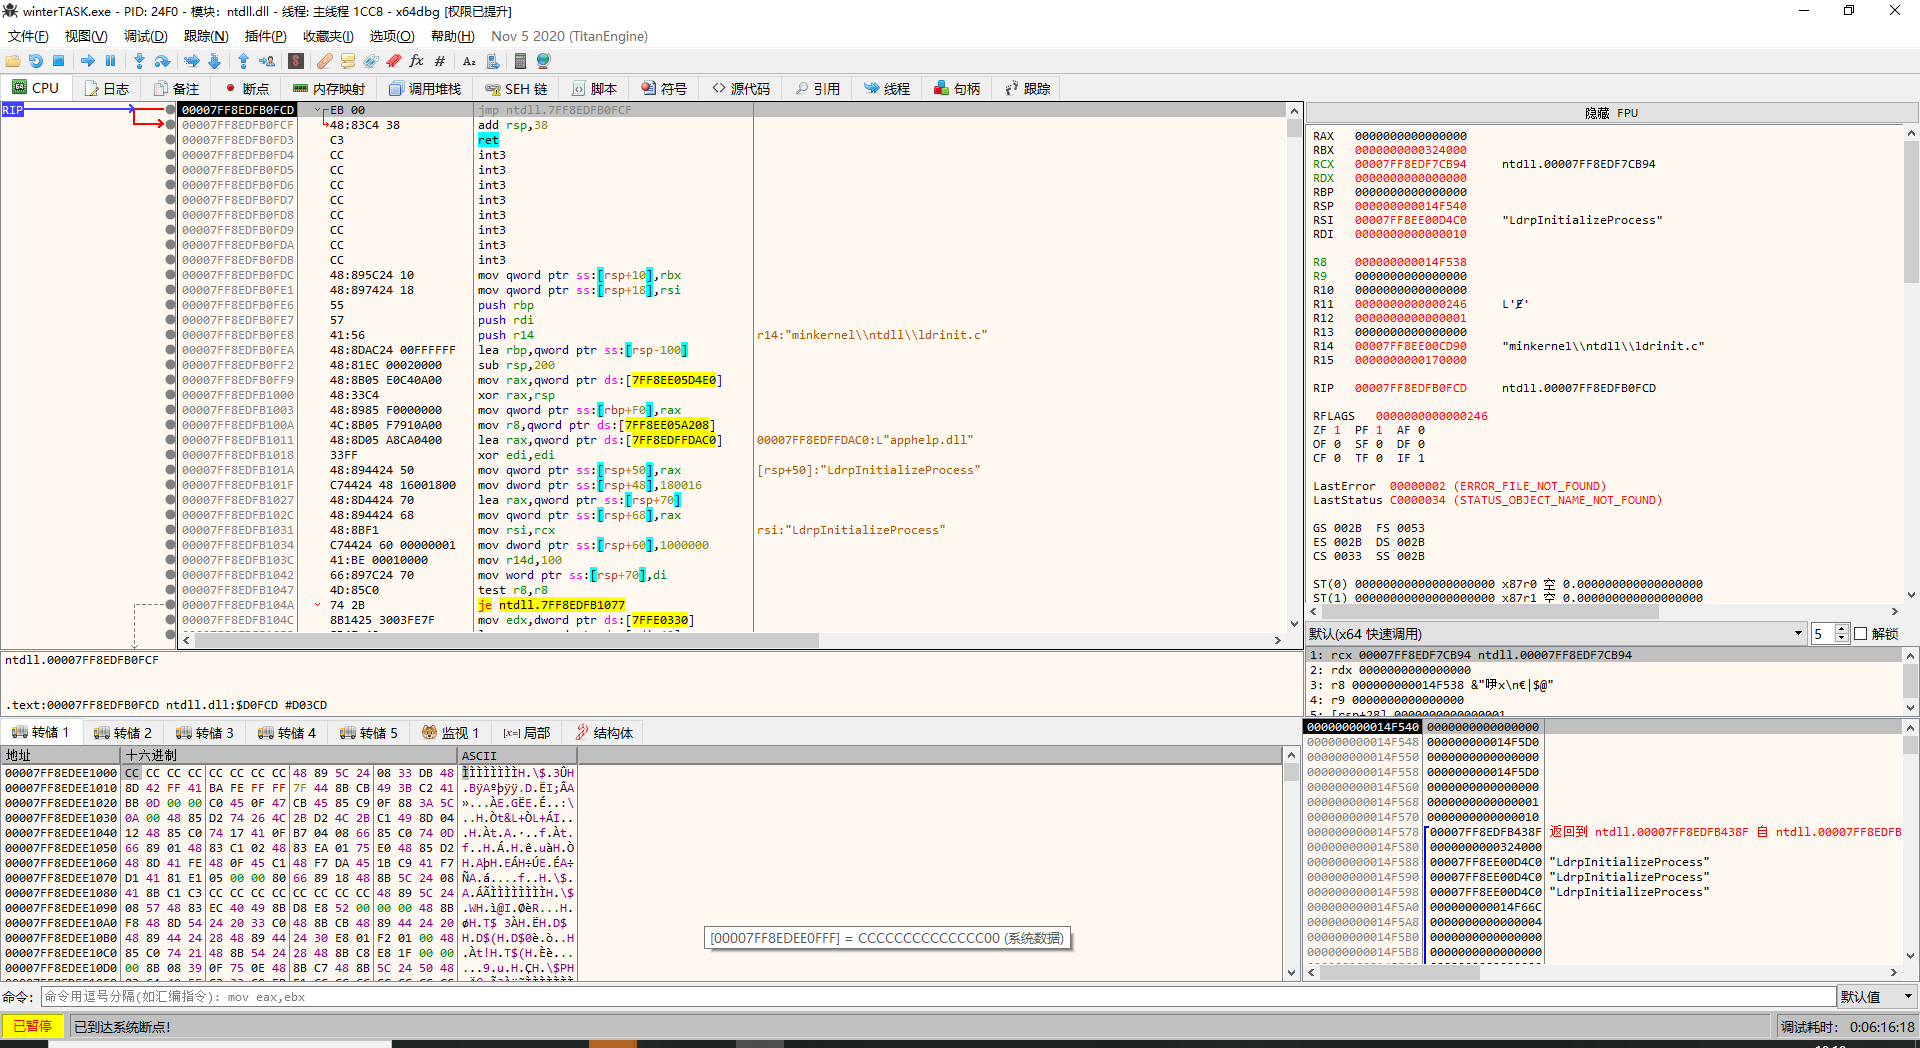 winterTASK.exe - PID: 24F0 - 模块: ntdll.dll - 线程: 主线程 1CC8 - x64dbg [权限已提升]
文件(F) 视图(V) 调试(D) 跟踪(N) 插件(P) 收藏夹(I) 选项(O) 帮助(H) Nov 5 2020 (TitanEngine)
CPU 日志 备注 断点 内存映射 调用堆栈 SEH 链 脚本 符号 源代码 引用 线程 句柄 跟踪
RIP
00007FF8EDFB0FCD EB 00 jmp ntdll.7FF8EDFB0FCF
00007FF8EDFB0FCF 48:83C4 38 add rsp,38
00007FF8EDFB0FD3 C3 ret
00007FF8EDFB0FD4 CC int3
00007FF8EDFB0FD5 CC int3
00007FF8EDFB0FD6 CC int3
00007FF8EDFB0FD7 CC int3
00007FF8EDFB0FD8 CC int3
00007FF8EDFB0FD9 CC int3
00007FF8EDFB0FDA CC int3
00007FF8EDFB0FDB CC int3
00007FF8EDFB0FDC 48:895C24 10 mov qword ptr ss:[rsp+10],rbx
00007FF8EDFB0FE1 48:897424 18 mov qword ptr ss:[rsp+18],rsi
00007FF8EDFB0FE6 55 push rbp
00007FF8EDFB0FE7 57 push rdi
00007FF8EDFB0FE8 41:56 push r14 r14:"minkernel\\ntdll\\ldrinit.c"
00007FF8EDFB0FEA 48:8DAC24 00FFFFFF lea rbp,qword ptr ss:[rsp-100]
00007FF8EDFB0FF2 48:81EC 00020000 sub rsp,200
00007FF8EDFB0FF9 48:8B05 E0C40A00 mov rax,qword ptr ds:[7FF8EE05D4E0]
00007FF8EDFB1000 48:33C4 xor rax,rsp
00007FF8EDFB1003 48:8985 F0000000 mov qword ptr ss:[rbp+F0],rax
00007FF8EDFB100A 4C:8B05 F7910A00 mov r8,qword ptr ds:[7FF8EE05A208]
00007FF8EDFB1011 48:8D05 A8CA0400 lea rax,qword ptr ds:[7FF8EDFFDAC0] 00007FF8EDFFDAC0:L"apphelp.dll"
00007FF8EDFB1018 33FF xor edi,edi
00007FF8EDFB101A 48:894424 50 mov qword ptr ss:[rsp+50],rax [rsp+50]:"LdrpInitializeProcess"
00007FF8EDFB101F C74424 48 16001800 mov dword ptr ss:[rsp+48],180016
00007FF8EDFB1027 48:8D4424 70 lea rax,qword ptr ss:[rsp+70]
00007FF8EDFB102C 48:894424 68 mov qword ptr ss:[rsp+68],rax
00007FF8EDFB1031 48:8BF1 mov rsi,rcx rsi:"LdrpInitializeProcess"
00007FF8EDFB1034 C74424 60 00000001 mov dword ptr ss:[rsp+60],1000000
00007FF8EDFB103C 41:BE 00010000 mov r14d,100
00007FF8EDFB1042 66:897C24 70 mov word ptr ss:[rsp+70],di
00007FF8EDFB1047 4D:85C0 test r8,r8
00007FF8EDFB104A 74 2B je ntdll.7FF8EDFB1077
00007FF8EDFB104C 8B1425 3003FE7F mov edx,dword ptr ds:[7FFE0330]
隐藏 FPU
RAX 0000000000000000
RBX 0000000000324000
RCX 00007FF8EDF7CB94 ntdll.00007FF8EDF7CB94
RDX 0000000000000000
RBP 0000000000000000
RSP 000000000014F540
RSI 00007FF8EE00D4C0 "LdrpInitializeProcess"
RDI 0000000000000010
R8 000000000014F538
R9 0000000000000000
R10 0000000000000000
R11 0000000000000246 L'Ɇ'
R12 0000000000000001
R13 0000000000000000
R14 00007FF8EE00CD90 "minkernel\\ntdll\\ldrinit.c"
R15 0000000000170000
RIP 00007FF8EDFB0FCD ntdll.00007FF8EDFB0FCD
RFLAGS 0000000000000246
ZF 1 PF 1 AF 0
OF 0 SF 0 DF 0
CF 0 TF 0 IF 1
LastError 00000002 (ERROR_FILE_NOT_FOUND)
LastStatus C0000034 (STATUS_OBJECT_NAME_NOT_FOUND)
GS 002B FS 0053
ES 002B DS 002B
CS 0033 SS 002B
ST(0) 00000000000000000000 x87r0 空 0.000000000000000000
ST(1) 00000000000000000000 x87r1 空 0.000000000000000000
默认(x64 快速调用) 5 解锁
1: rcx 00007FF8EDF7CB94 ntdll.00007FF8EDF7CB94
2: rdx 0000000000000000
3: r8 000000000014F538
4: r9 0000000000000000
5: [rsp+28] 0000000000000001
ntdll.00007FF8EDFB0FCF
.text:00007FF8EDFB0FCD ntdll.dll:$D0FCD #D03CD
转储 1 转储 2 转储 3 转储 4 转储 5 监视 1 [x=] 局部 结构体
地址 十六进制 ASCII
00007FF8EDEE1000 CC CC CC CC CC CC CC CC 48 89 5C 24 08 33 DB 48 ÌÌÌÌÌÌÌÌH.\$.3ÛH
00007FF8EDEE1010 8D 42 FF 41 BA FE FF FF 7F 44 8B CB 49 3B C2 41 .BÿAºþÿÿ.D.ËI;ÂA
00007FF8EDEE1020 BB 0D 00 00 C0 45 0F 47 CB 45 85 C9 0F 88 3A 5C »...ÀE.GËE.É..:\
00007FF8EDEE1030 0A 00 48 85 D2 74 26 4C 2B D2 4C 2B C1 49 8D 04 ..H.Òt&L+ÒL+ÁI..
00007FF8EDEE1040 12 48 85 C0 74 17 41 0F B7 04 08 66 85 C0 74 0D .H.Àt.A.·..f.Àt.
00007FF8EDEE1050 66 89 01 48 83 C1 02 48 83 EA 01 75 E0 48 85 D2 f..H.Á.H.ê.uàH.Ò
00007FF8EDEE1060 48 8D 41 FE 48 0F 45 C1 48 F7 DA 45 1B C9 41 F7 H.AþH.EÁH÷ÚE.ÉA÷
00007FF8EDEE1070 D1 41 81 E1 05 00 00 80 66 89 18 48 8B 5C 24 08 ÑA.á....f..H.\$.
00007FF8EDEE1080 41 8B C1 C3 CC CC CC CC CC CC CC CC 48 89 5C 24 A.ÁÃÌÌÌÌÌÌÌÌH.\$
00007FF8EDEE1090 08 57 48 83 EC 40 49 8B D8 E8 52 00 00 00 48 8B .WH.ì@I.ØèR...H.
00007FF8EDEE10A0 F8 48 8D 54 24 20 33 C0 48 8B CB 48 89 44 24 20 øH.T$ 3ÀH.ËH.D$
00007FF8EDEE10B0 48 89 44 24 28 48 89 44 24 30 E8 01 F2 01 00 48 H.D$(H.D$0è.ò..H
00007FF8EDEE10C0 85 C0 74 21 48 8B 54 24 28 48 8B C8 E8 1F 00 00 .Àt!H.T$(H.Èè...
00007FF8EDEE10D0 00 8B 08 39 0F 75 0E 48 8B C7 48 8B 5C 24 50 48 ...9.u.H.ÇH.\$PH
[00007FF8EDEE0FFF] = CCCCCCCCCCCCCC00 (系统数据)
000000000014F540 0000000000000000
000000000014F548 000000000014F5D0
000000000014F550 0000000000000000
000000000014F558 000000000014F5D0
000000000014F560 0000000000000000
000000000014F568 0000000000000001
000000000014F570 0000000000000010
000000000014F578 00007FF8EDFB438F 返回到 ntdll.00007FF8EDFB438F 自 ntdll.00007FF8EDFB
000000000014F580 0000000000324000
000000000014F588 00007FF8EE00D4C0 "LdrpInitializeProcess"
000000000014F590 00007FF8EE00D4C0 "LdrpInitializeProcess"
000000000014F598 00007FF8EE00D4C0 "LdrpInitializeProcess"
000000000014F5A0 000000000014F66C
000000000014F5A8 0000000000000004
000000000014F5B0 0000000000000000
000000000014F5B8 0000000000000000
命令: 命令用逗号分隔(如汇编指令): mov eax,ebx 默认值
已暂停 已到达系统断点! 调试耗时: 0:06:16:18